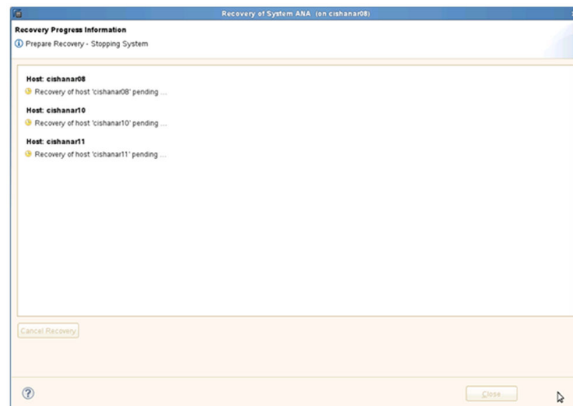 Recovery of System ANA (on cishanar08)
Recovery Progress Information
Prepare Recovery - Stopping System
Host: cishanar08
Recovery of host 'cishanar08' pending ...
Host: cishanar10
Recovery of host 'cishanar10' pending ...
Host: cishanar11
Recovery of host 'cishanar11' pending ...
Cancel Recovery
?
Close